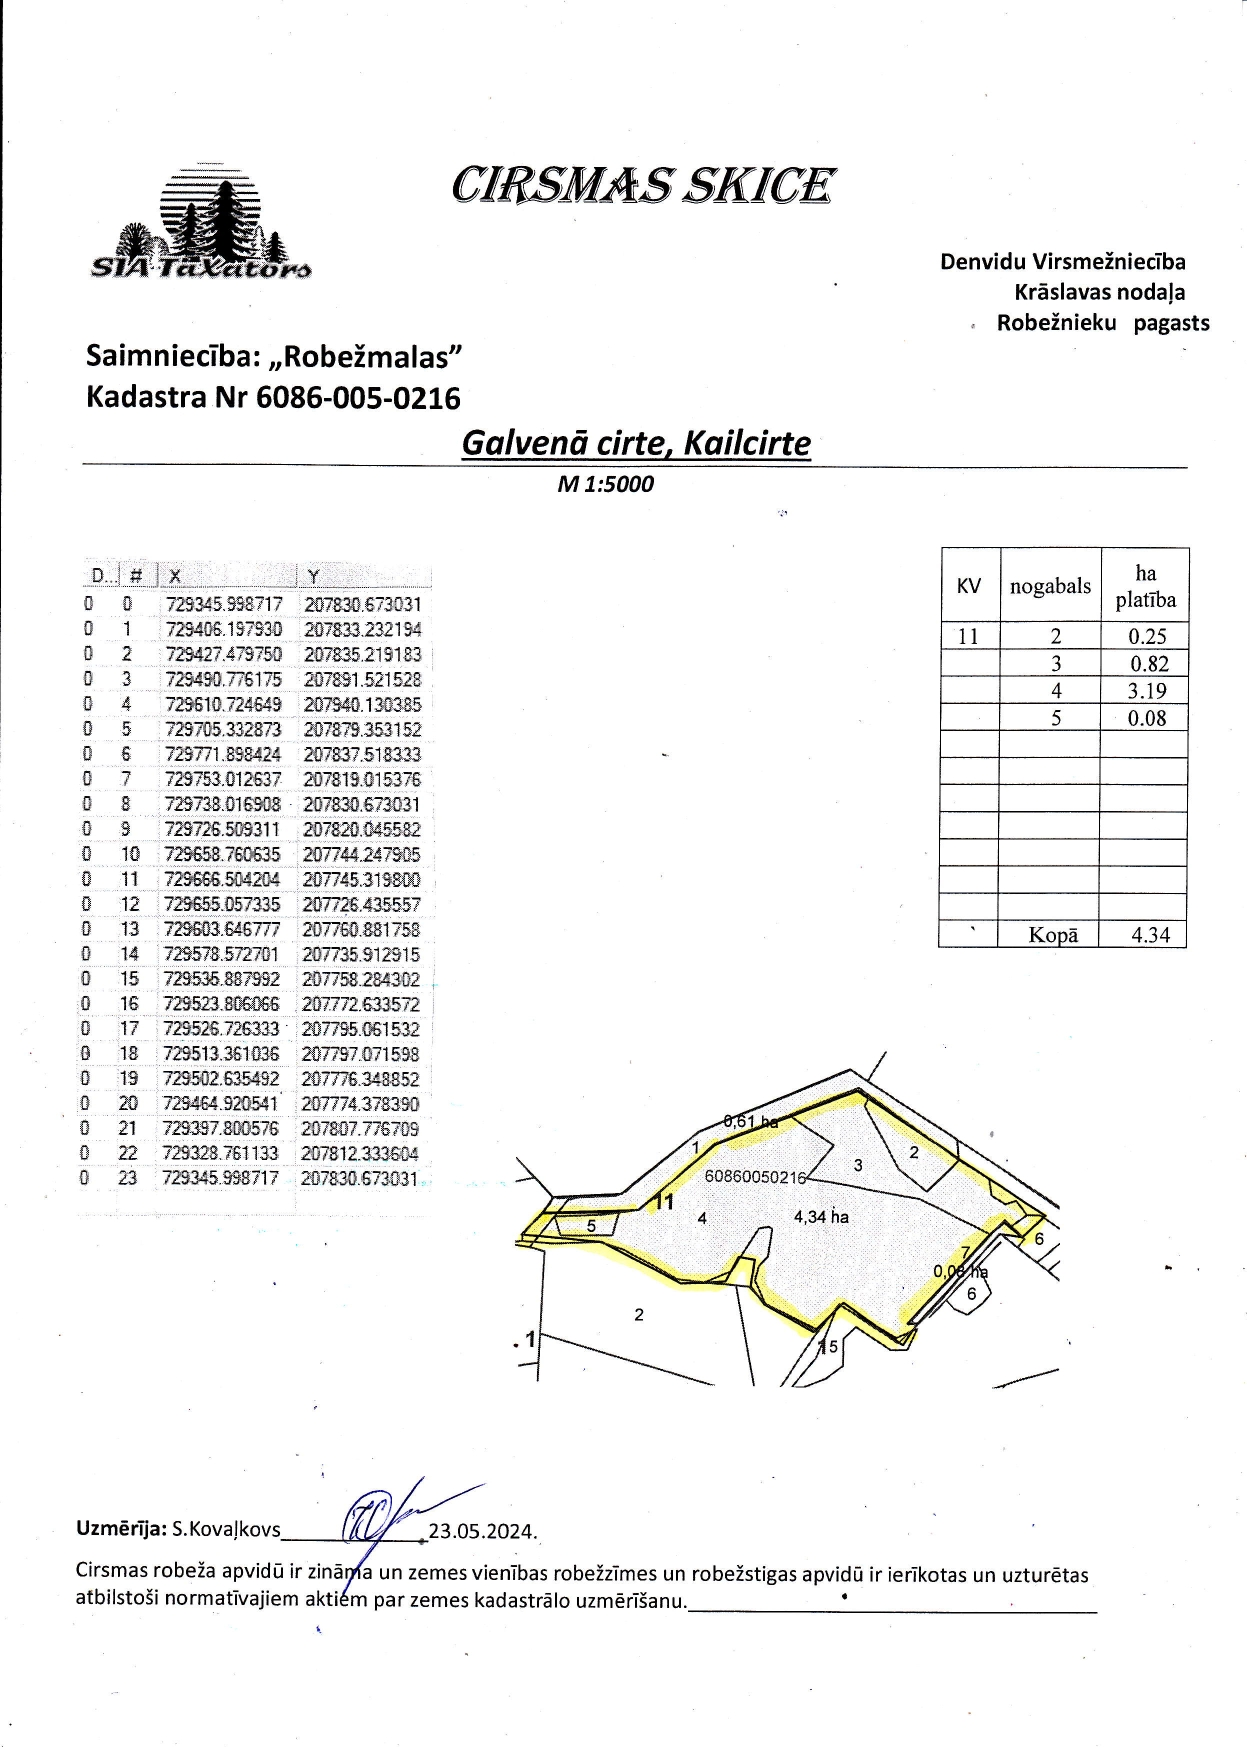 CIRSMAS SKICE
SIA Taxators
Denvidu Virsmežniecība
Krāslavas nodaļa
Robežnieku pagasts
Saimniecība: „Robežmalas”
Kadastra Nr 6086-005-0216
Galvenā cirte, Kailcirte
M 1:5000
D... # X Y
0 0 729345.998717 207830.673031
0 1 729406.197930 207833.232194
0 2 729427.479750 207835.219183
0 3 729490.776175 207891.521528
0 4 729610.724649 207940.130385
0 5 729705.332873 207879.353152
0 6 729771.898424 207837.518333
0 7 729753.012637 207819.015376
0 8 729738.016908 207830.673031
0 9 729726.509311 207820.045582
0 10 729658.760635 207744.247905
0 11 729666.504204 207745.319800
0 12 729655.057335 207726.435557
0 13 729603.646777 207760.881758
0 14 729578.572701 207735.912915
0 15 729536.887992 207758.284302
0 16 729523.806066 207772.633572
0 17 729526.726333 207795.061532
0 18 729513.361036 207797.071598
0 19 729502.635492 207776.348852
0 20 729464.920541 207774.378390
0 21 729397.800576 207807.776709
0 22 729328.761133 207812.333604
0 23 729345.998717 207830.673031
KV nogabals ha platība
11 2 0.25
3 0.82
4 3.19
5 0.08
Kopā 4.34
0,61 ha
1
2
3
60860050216
11
4
4,34 ha
5
6
7
0,08 ha
6
2
1
15
Uzmērīja: S.Kovaļkovs 23.05.2024.
Cirsmas robeža apvidū ir zināma un zemes vienības robežzīmes un robežstigas apvidū ir ierīkotas un uzturētas
atbilstoši normatīvajiem aktiem par zemes kadastrālo uzmērīšanu.